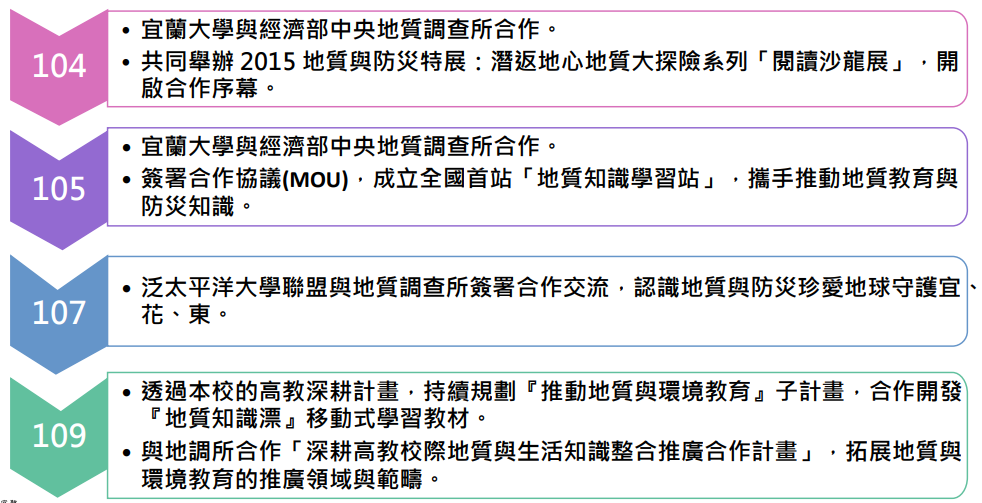 104
• 宜蘭大學與經濟部中央地質調查所合作。
• 共同舉辦 2015 地質與防災特展：潛返地心地質大探險系列「閱讀沙龍展」，開
啟合作序幕。
105
• 宜蘭大學與經濟部中央地質調查所合作。
• 簽署合作協議(MOU)，成立全國首站「地質知識學習站」，攜手推動地質教育與
防災知識。
107
• 泛太平洋大學聯盟與地質調查所簽署合作交流，認識地質與防災珍愛地球守護宜、
花、東。
109
• 透過本校的高教深耕計畫，持續規劃『推動地質與環境教育』子計畫，合作開發
『地質知識漂』移動式學習教材。
• 與地調所合作「深耕高教校際地質與生活知識整合推廣合作計畫」，拓展地質與
環境教育的推廣領域與範疇。